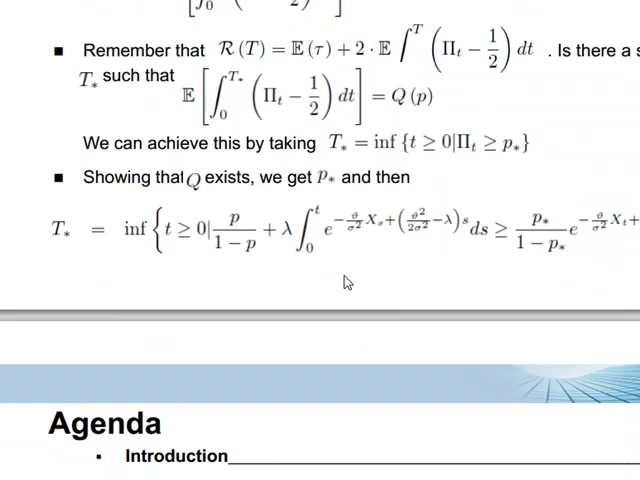 ▪ Remember that R(T) = 𝔼(τ) + 2 · 𝔼 ∫_0^T (Π_t − 1/2) dt . Is there a s
T_* such that 𝔼 [∫_0^{T_*} (Π_t − 1/2) dt] = Q(p)
We can achieve this by taking T_* = inf {t ≥ 0|Π_t ≥ p_*}
▪ Showing that Q exists, we get p_* and then
T_* = inf {t ≥ 0| p/(1 − p) + λ ∫_0^t e^{−ϑ/σ² X_s + (ϑ²/2σ² − λ)s} ds ≥ p_*/(1 − p_*) e^{−ϑ/σ² X_t +
Agenda
▪ Introduction